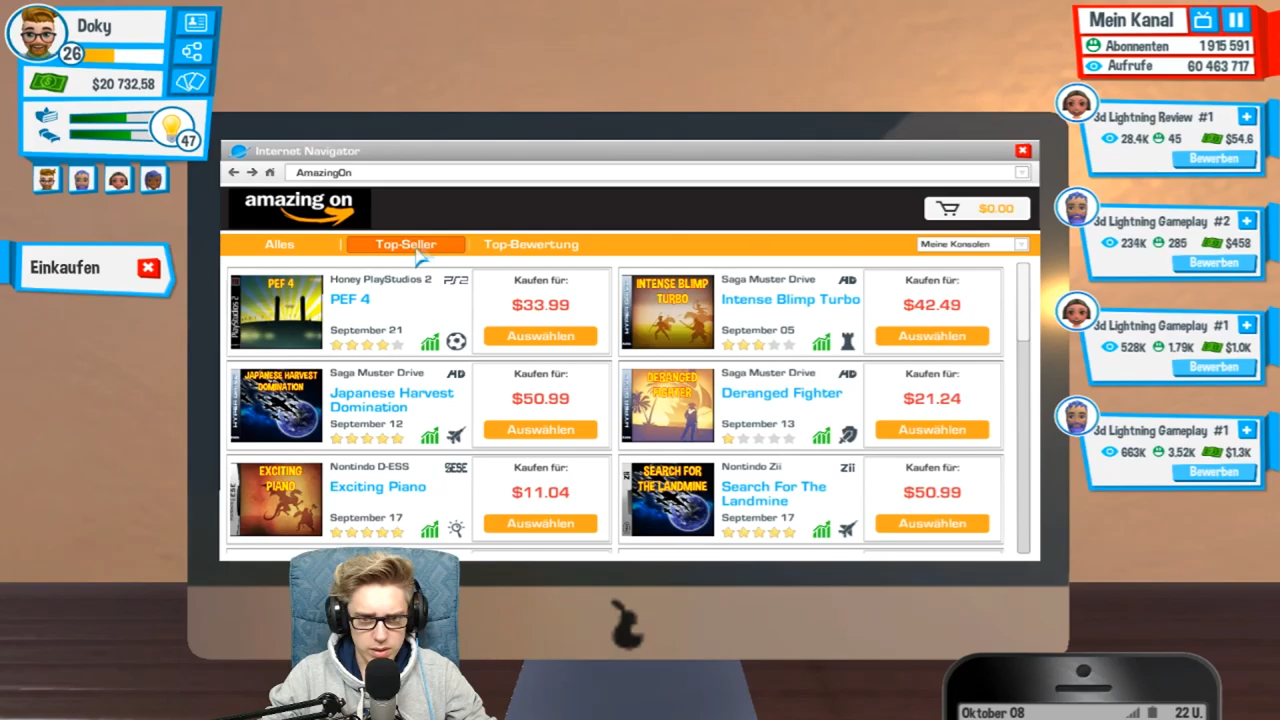 Doky
26
$20 732.58
47
Einkaufen
Internet Navigator
AmazingOn
amazing on
$0.00
Alles
Top-Seller
Top-Bewertung
Meine Konsolen
PEF 4
Honey PlayStudios 2
PS2
PEF 4
September 21
Kaufen für:
$33.99
Auswählen
INTENSE BLIMP TURBO
Saga Muster Drive
Intense Blimp Turbo
September 05
Kaufen für:
$42.49
Auswählen
JAPANESE HARVEST DOMINATION
Saga Muster Drive
Japanese Harvest
Domination
September 12
Kaufen für:
$50.99
Auswählen
DERANGED FIGHTER
Saga Muster Drive
Deranged Fighter
September 13
Kaufen für:
$21.24
Auswählen
EXCITING PIANO
Nontindo D-ESS
SESE
Exciting Piano
September 17
Kaufen für:
$11.04
Auswählen
SEARCH FOR THE LANDMINE
Nontindo Zii
Zii
Search For The
Landmine
September 17
Kaufen für:
$50.99
Auswählen
Mein Kanal
Abonnenten 1 915 591
Aufrufe 60 463 717
3d Lightning Review #1
28.4K 45 $54.6
Bewerben
3d Lightning Gameplay #2
234K 285 $458
Bewerben
3d Lightning Gameplay #1
528K 1.79K $1.0K
Bewerben
3d Lightning Gameplay #1
663K 3.52K $1.3K
Bewerben
Oktober 08 22 U.